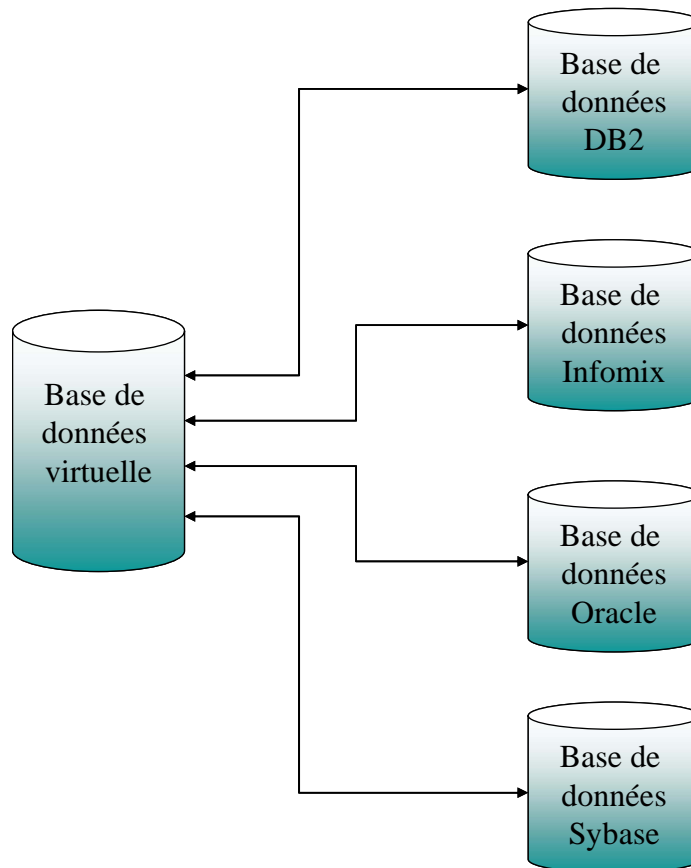 Base de
données
DB2
Base de
données
Infomix
Base de
données
virtuelle
Base de
données
Oracle
Base de
données
Sybase